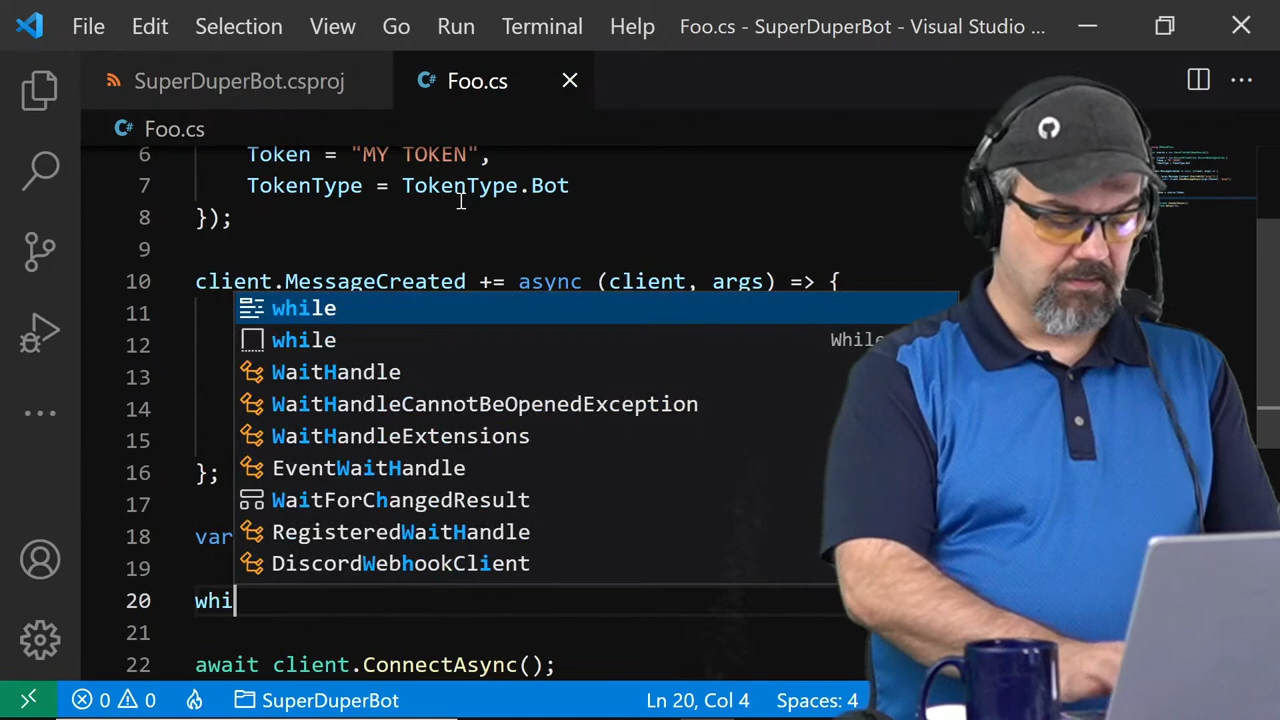 File Edit Selection View Go Run Terminal Help Foo.cs - SuperDuperBot - Visual Studio ...
SuperDuperBot.csproj C# Foo.cs
C# Foo.cs
6 Token = "MY TOKEN",
7 TokenType = TokenType.Bot
8 });
9
10 client.MessageCreated += async (client, args) => {
11 while
12 while While
13 WaitHandle
14 WaitHandleCannotBeOpenedException
15 WaitHandleExtensions
16 }; EventWaitHandle
17 WaitForChangedResult
18 var RegisteredWaitHandle
19 DiscordWebhookClient
20 whi
21
22 await client.ConnectAsync();
0 0 SuperDuperBot Ln 20, Col 4 Spaces: 4